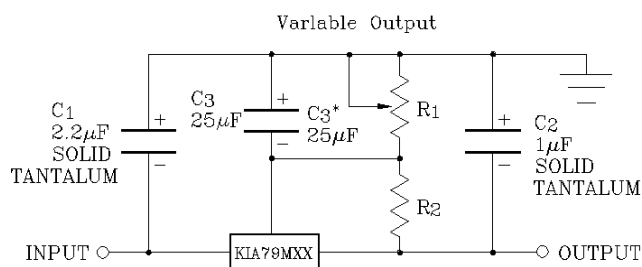 Varlable Output
C1
2.2μF
SOLID
TANTALUM
+
−
C3
25μF
+
−
C3*
25μF
R1
R2
+
−
C2
1μF
SOLID
TANTALUM
INPUT
KIA79MXX
OUTPUT